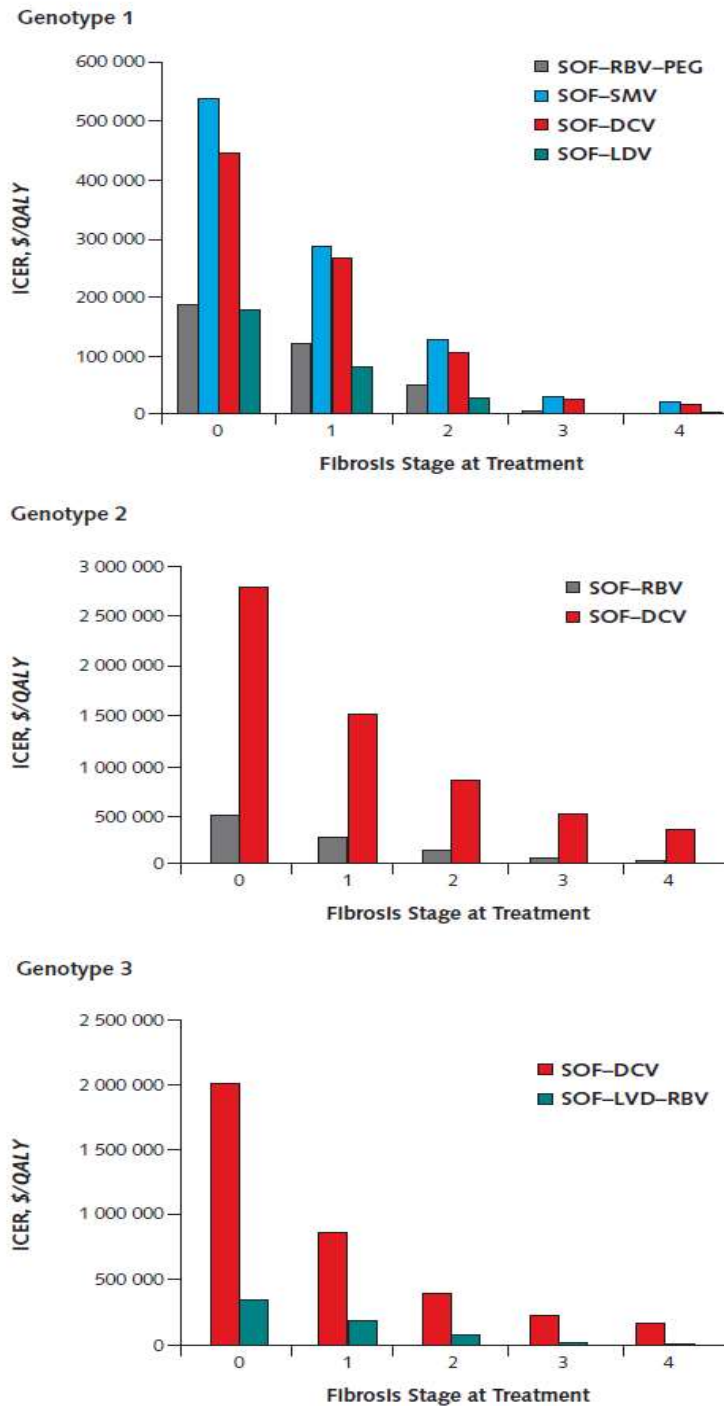 Genotype 1
600 000
500 000
400 000
300 000
200 000
100 000
0
ICER, $/QALY
SOF–RBV–PEG
SOF–SMV
SOF–DCV
SOF–LDV
0 1 2 3 4
Fibrosis Stage at Treatment
Genotype 2
3 000 000
2 500 000
2 000 000
1 500 000
1 000 000
500 000
0
ICER, $/QALY
SOF–RBV
SOF–DCV
0 1 2 3 4
Fibrosis Stage at Treatment
Genotype 3
2 500 000
2 000 000
1 500 000
1 000 000
500 000
0
ICER, $/QALY
SOF–DCV
SOF–LVD–RBV
0 1 2 3 4
Fibrosis Stage at Treatment